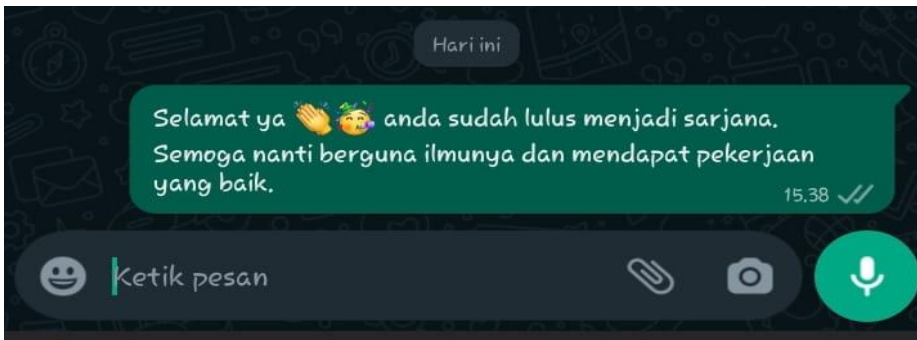 Hari ini
Selamat ya 👏🥳 anda sudah lulus menjadi sarjana.
Semoga nanti berguna ilmunya dan mendapat pekerjaan
yang baik.
15.38
Ketik pesan